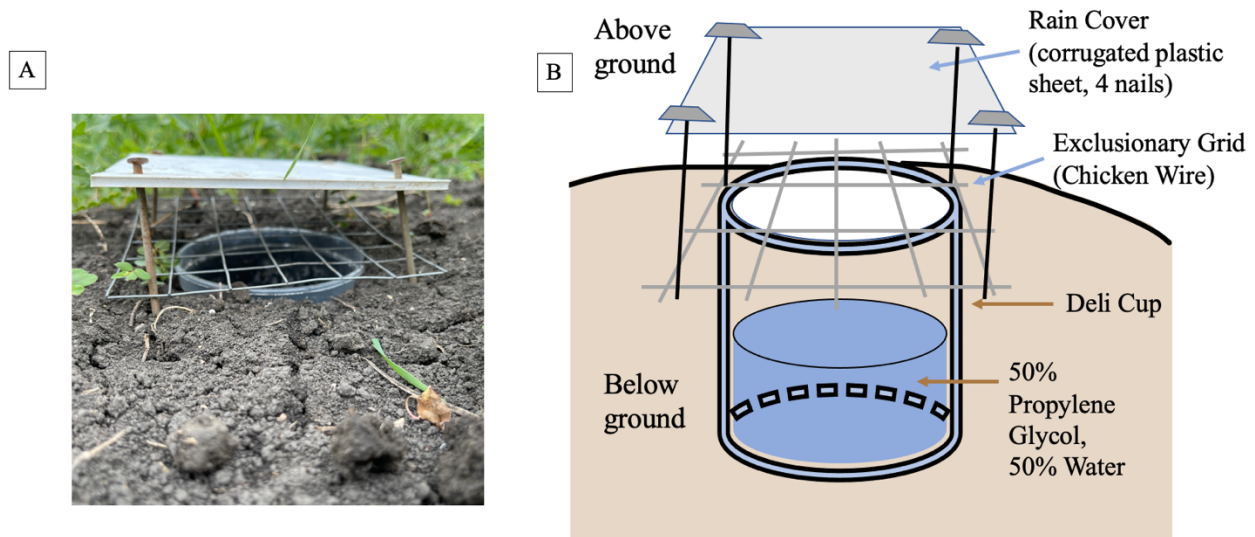 A
B
Above
ground
Rain Cover
(corrugated plastic
sheet, 4 nails)
Exclusionary Grid
(Chicken Wire)
Deli Cup
Below
ground
50%
Propylene
Glycol,
50% Water